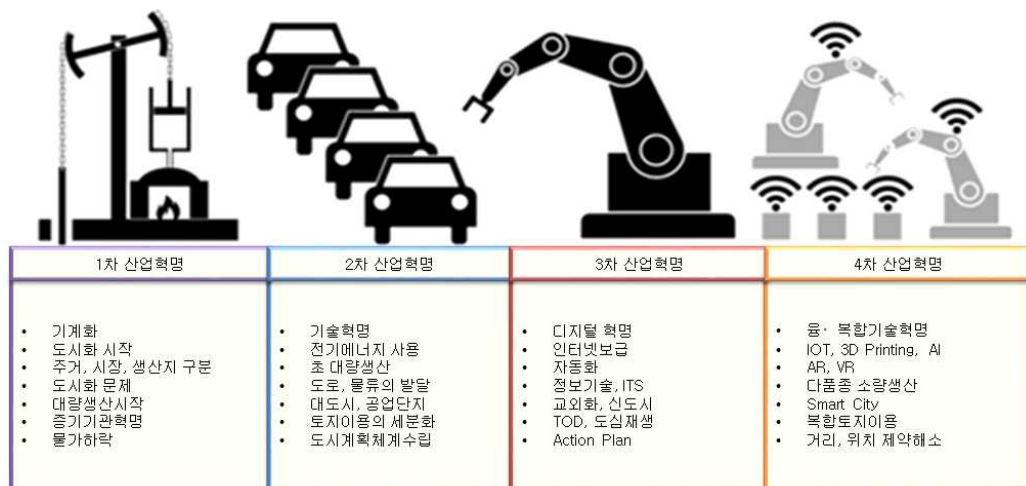 1차 산업혁명
• 기계화
• 도시화 시작
• 주거, 시장, 생산지 구분
• 도시화 문제
• 대량생산시작
• 증기기관혁명
• 물가하락
2차 산업혁명
• 기술혁명
• 전기에너지 사용
• 초 대량생산
• 도로, 물류의 발달
• 대도시, 공업단지
• 토지이용의 세분화
• 도시계획체계수립
3차 산업혁명
• 디지털 혁명
• 인터넷보급
• 자동화
• 정보기술, ITS
• 교외화, 신도시
• TOD, 도심재생
• Action Plan
4차 산업혁명
• 융· 복합기술혁명
• IOT, 3D Printing, AI
• AR, VR
• 다품종 소량생산
• Smart City
• 복합토지이용
• 거리, 위치 제약해소